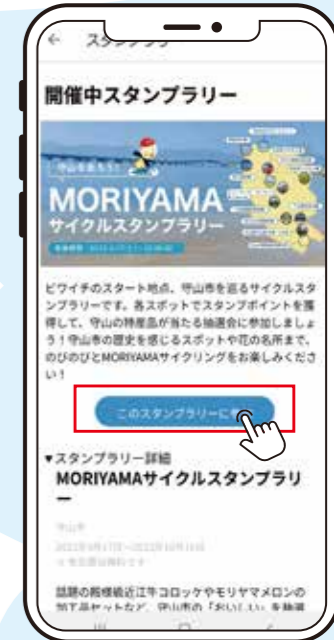 開催中スタンプラリー
守山を走ろう!
MORIYAMA
サイクルスタンプラリー
ビワイチのスタート地点、守山市を巡るサイクルスタ
ンプラリーです。各スポットでスタンプポイントを獲
得して、守山の特産品が当たる抽選会に参加しましょ
う！守山市の歴史を感じるスポットや花の名所まで、
のびのびとMORIYAMAサイクリングをお楽しみくださ
い！
このスタンプラリーに
▼スタンプラリー詳細
MORIYAMAサイクルスタンプラリ
ー
守山市
話題の殿様級近江牛コロッケやモリヤマメロンの
加工品セットなど、守山市の「おいしい」を抽選